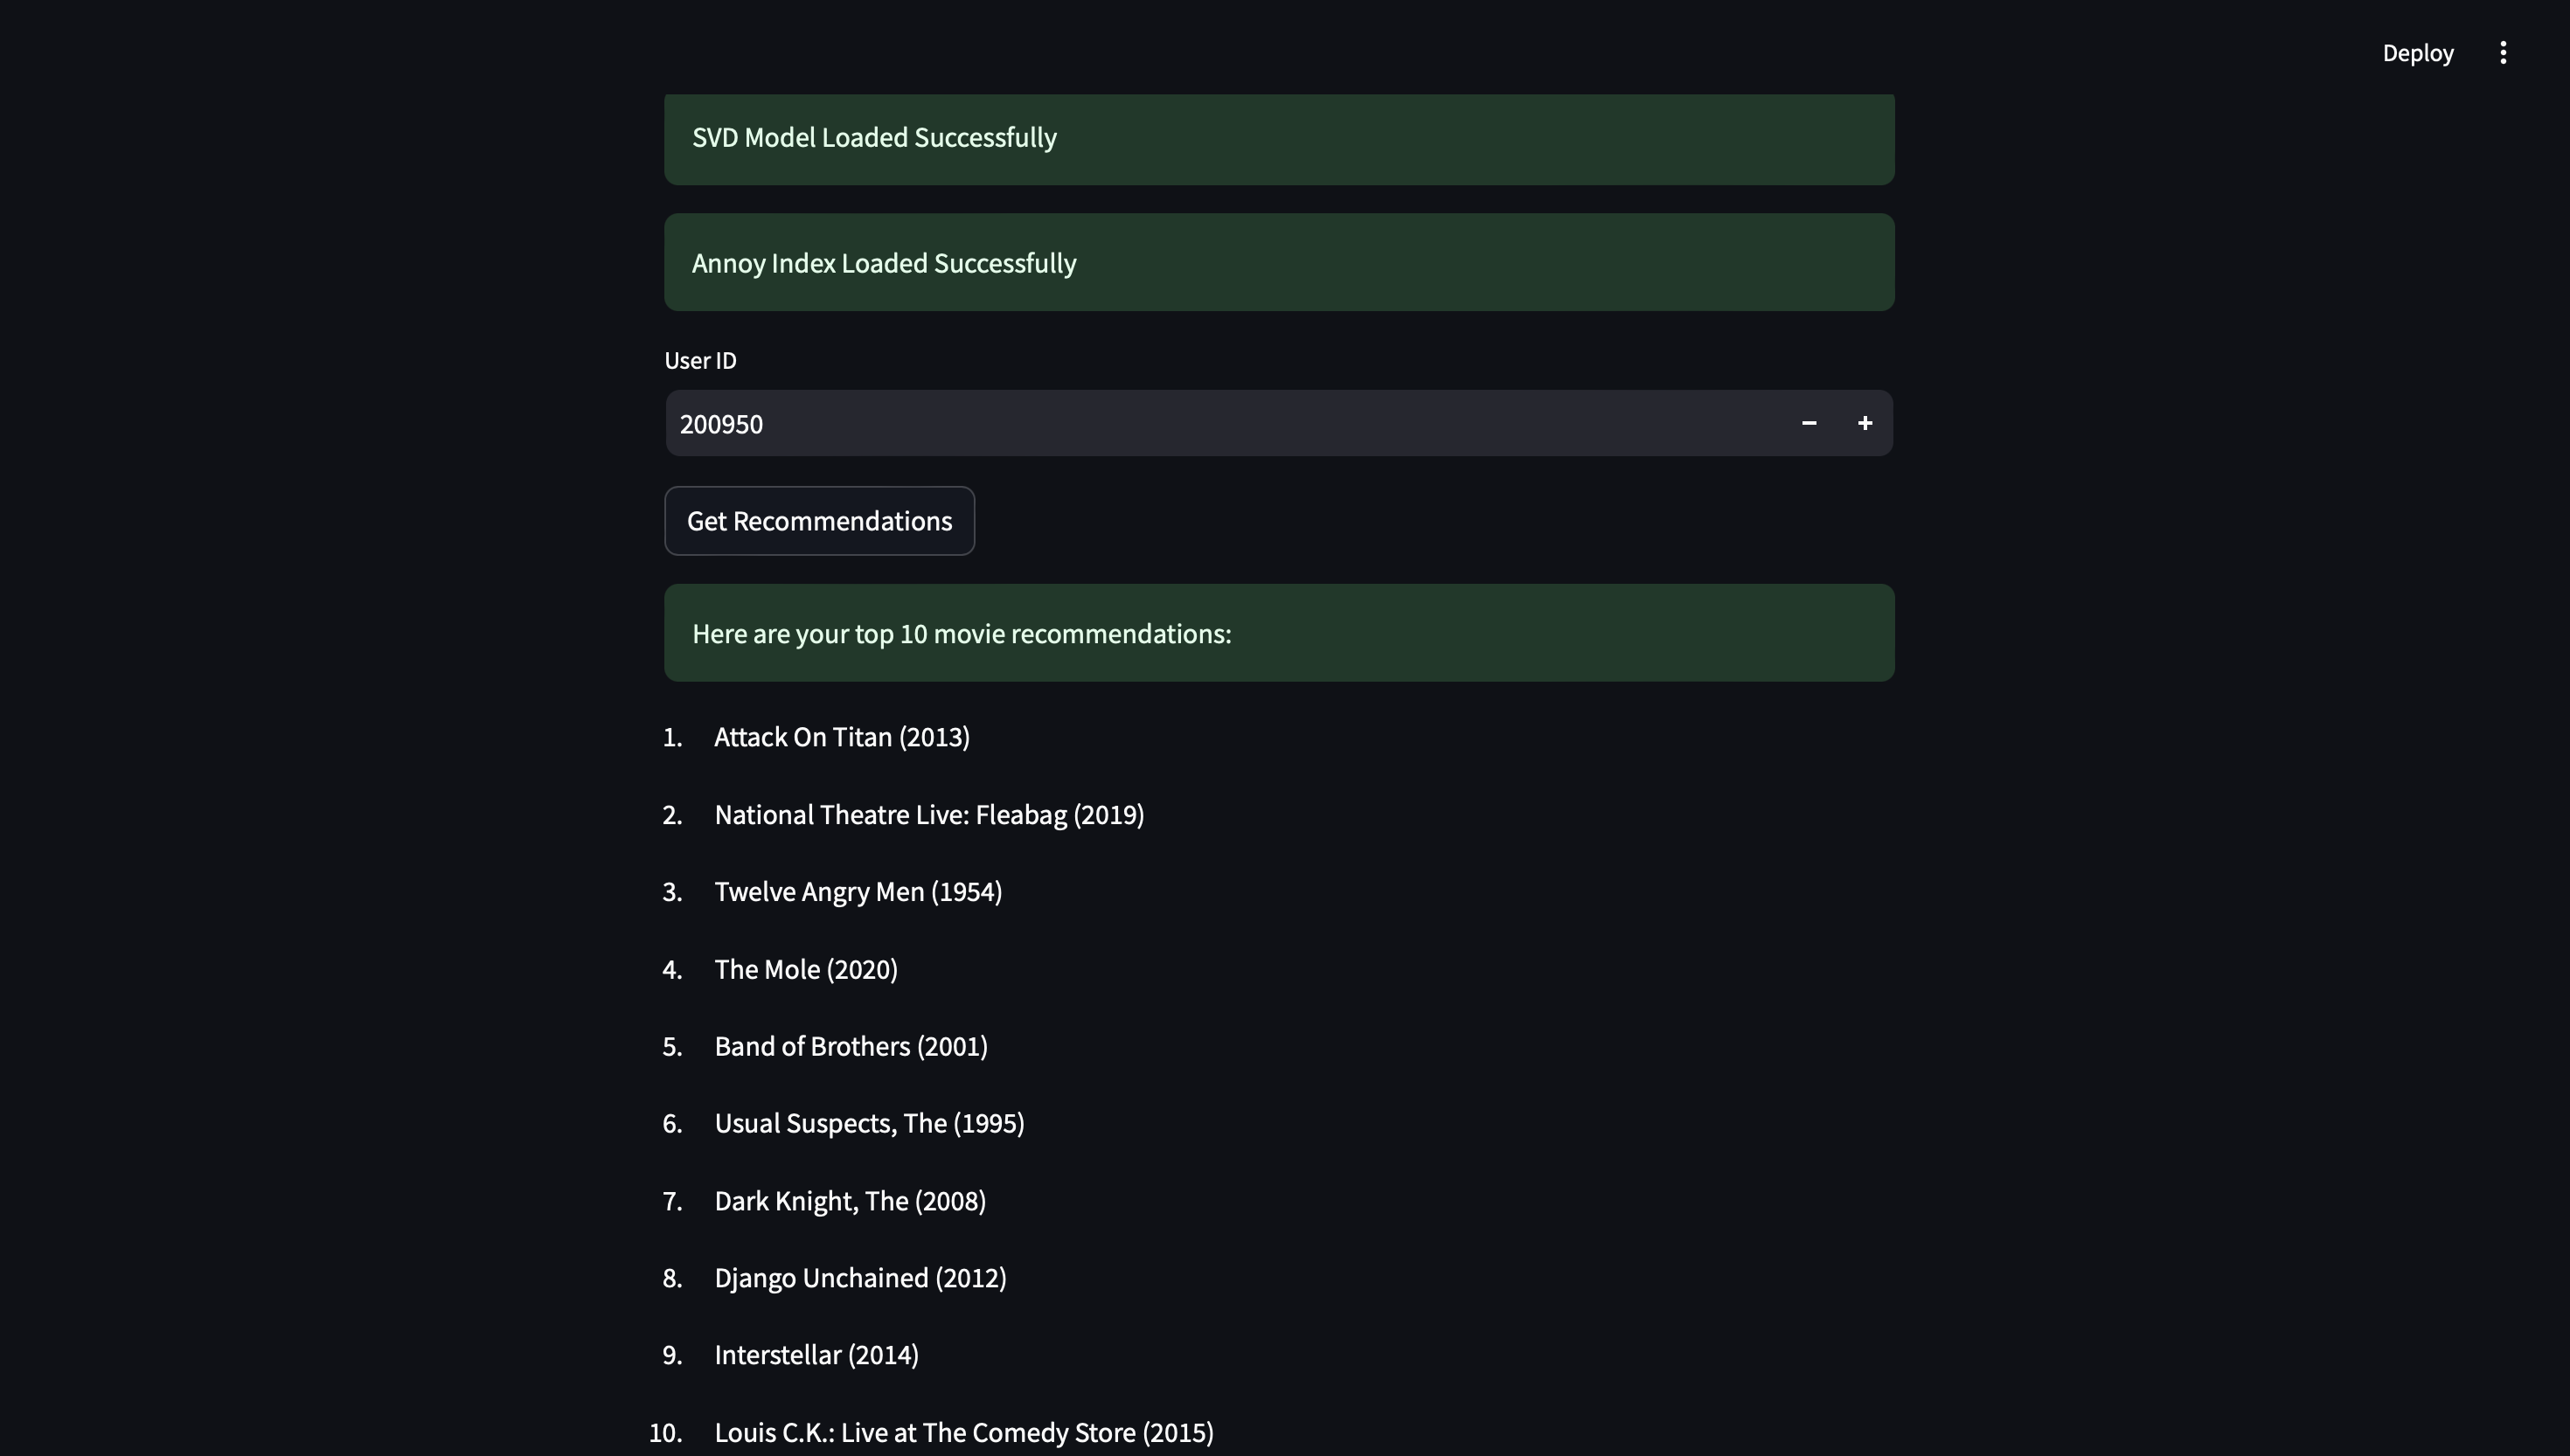 Deploy
SVD Model Loaded Successfully
Annoy Index Loaded Successfully
User ID
200950
Get Recommendations
Here are your top 10 movie recommendations:
1. Attack On Titan (2013)
2. National Theatre Live: Fleabag (2019)
3. Twelve Angry Men (1954)
4. The Mole (2020)
5. Band of Brothers (2001)
6. Usual Suspects, The (1995)
7. Dark Knight, The (2008)
8. Django Unchained (2012)
9. Interstellar (2014)
10. Louis C.K.: Live at The Comedy Store (2015)